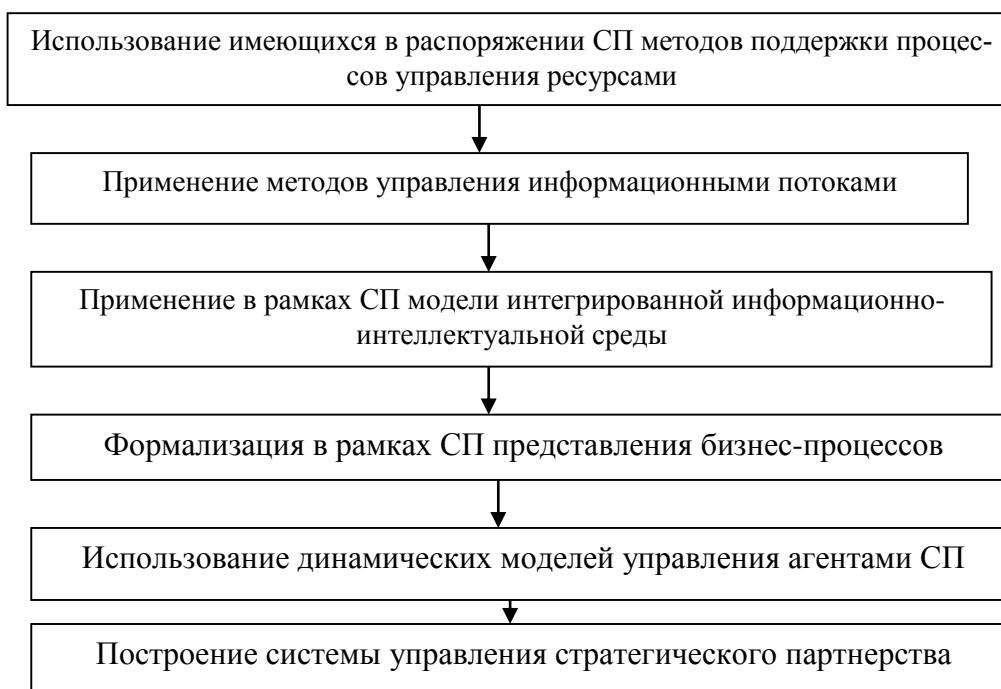 Использование имеющихся в распоряжении СП методов поддержки процес-
сов управления ресурсами
Применение методов управления информационными потоками
Применение в рамках СП модели интегрированной информационно-
интеллектуальной среды
Формализация в рамках СП представления бизнес-процессов
Использование динамических моделей управления агентами СП
Построение системы управления стратегического партнерства